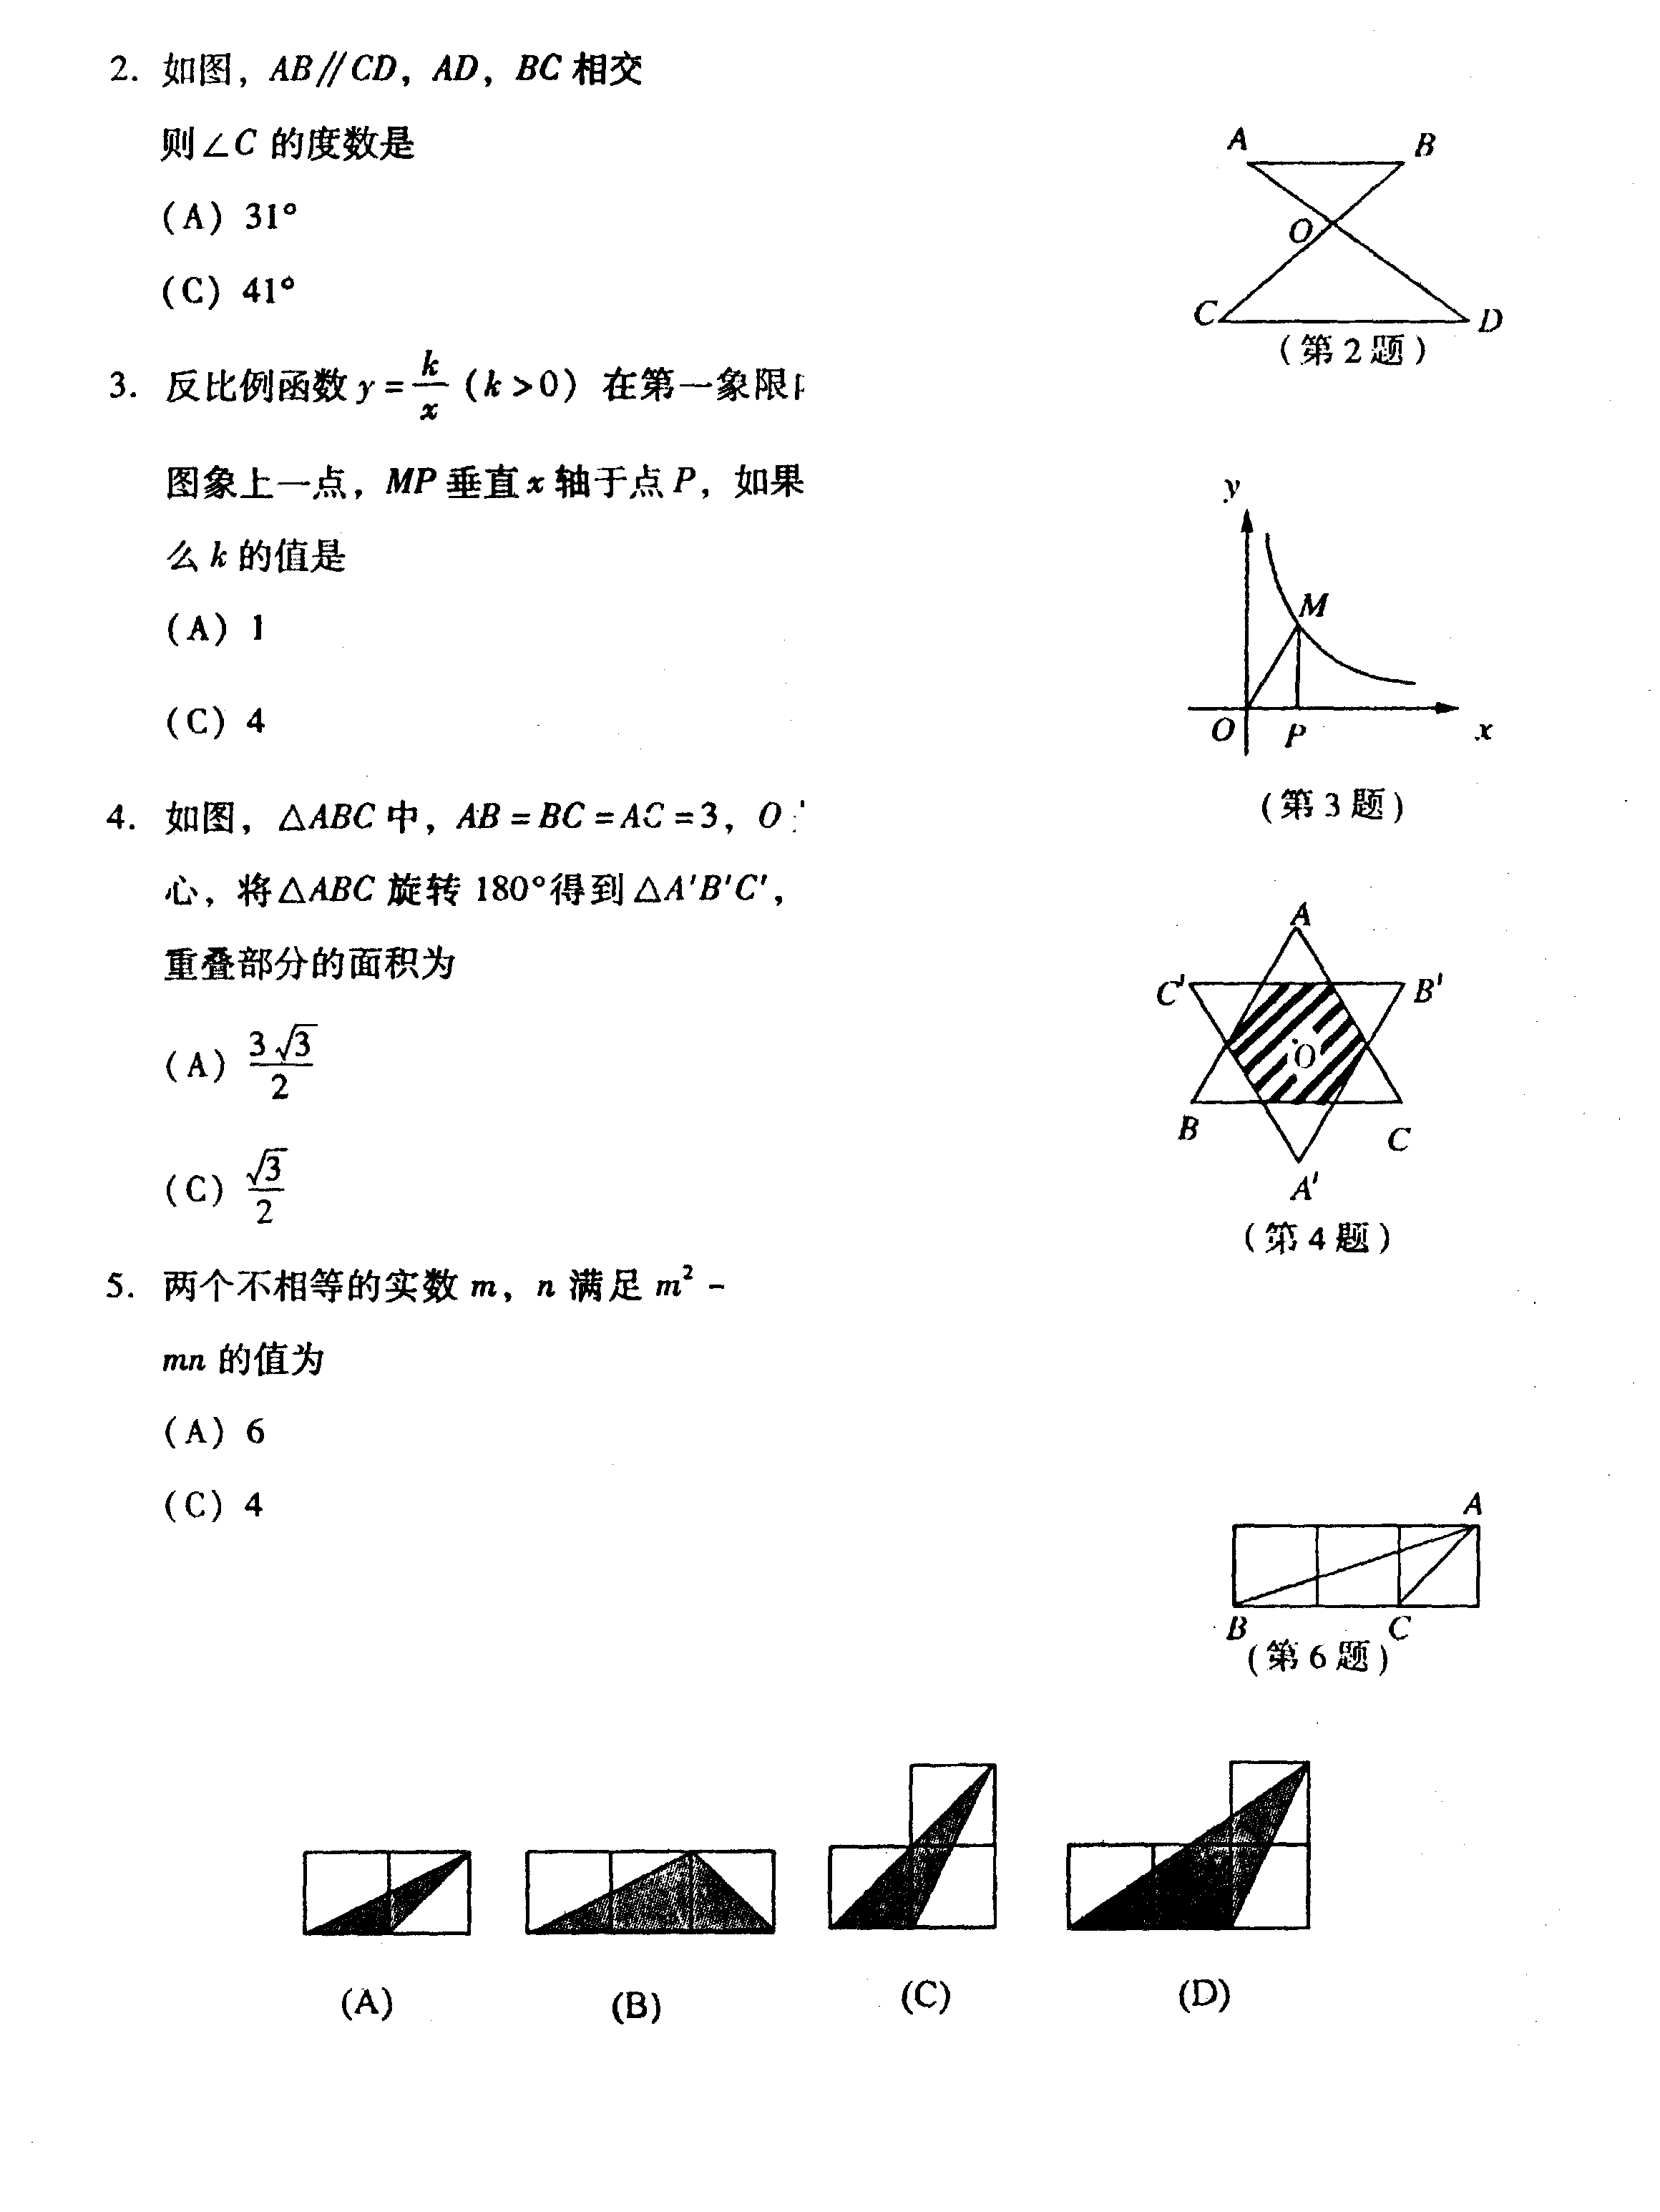 2. 如图，AB∥CD，AD，BC 相交
则∠C 的度数是
(A) 31°
(C) 41°
A
B
O
C
D
(第2题)
3. 反比例函数 y = k/x (k > 0) 在第一象限
图象上一点，MP 垂直 x 轴于点 P，如果
么 k 的值是
(A) 1
(C) 4
y
M
O
P
x
(第3题)
4. 如图，△ABC 中，AB = BC = AC = 3，O
心，将△ABC 旋转 180°得到△A'B'C'，
重叠部分的面积为
(A) 3√3/2
(C) √3/2
A
C'
B'
O
B
C
A'
(第4题)
5. 两个不相等的实数 m，n 满足 m² -
mn 的值为
(A) 6
(C) 4
A
B
C
(第6题)
(A)
(B)
(C)
(D)